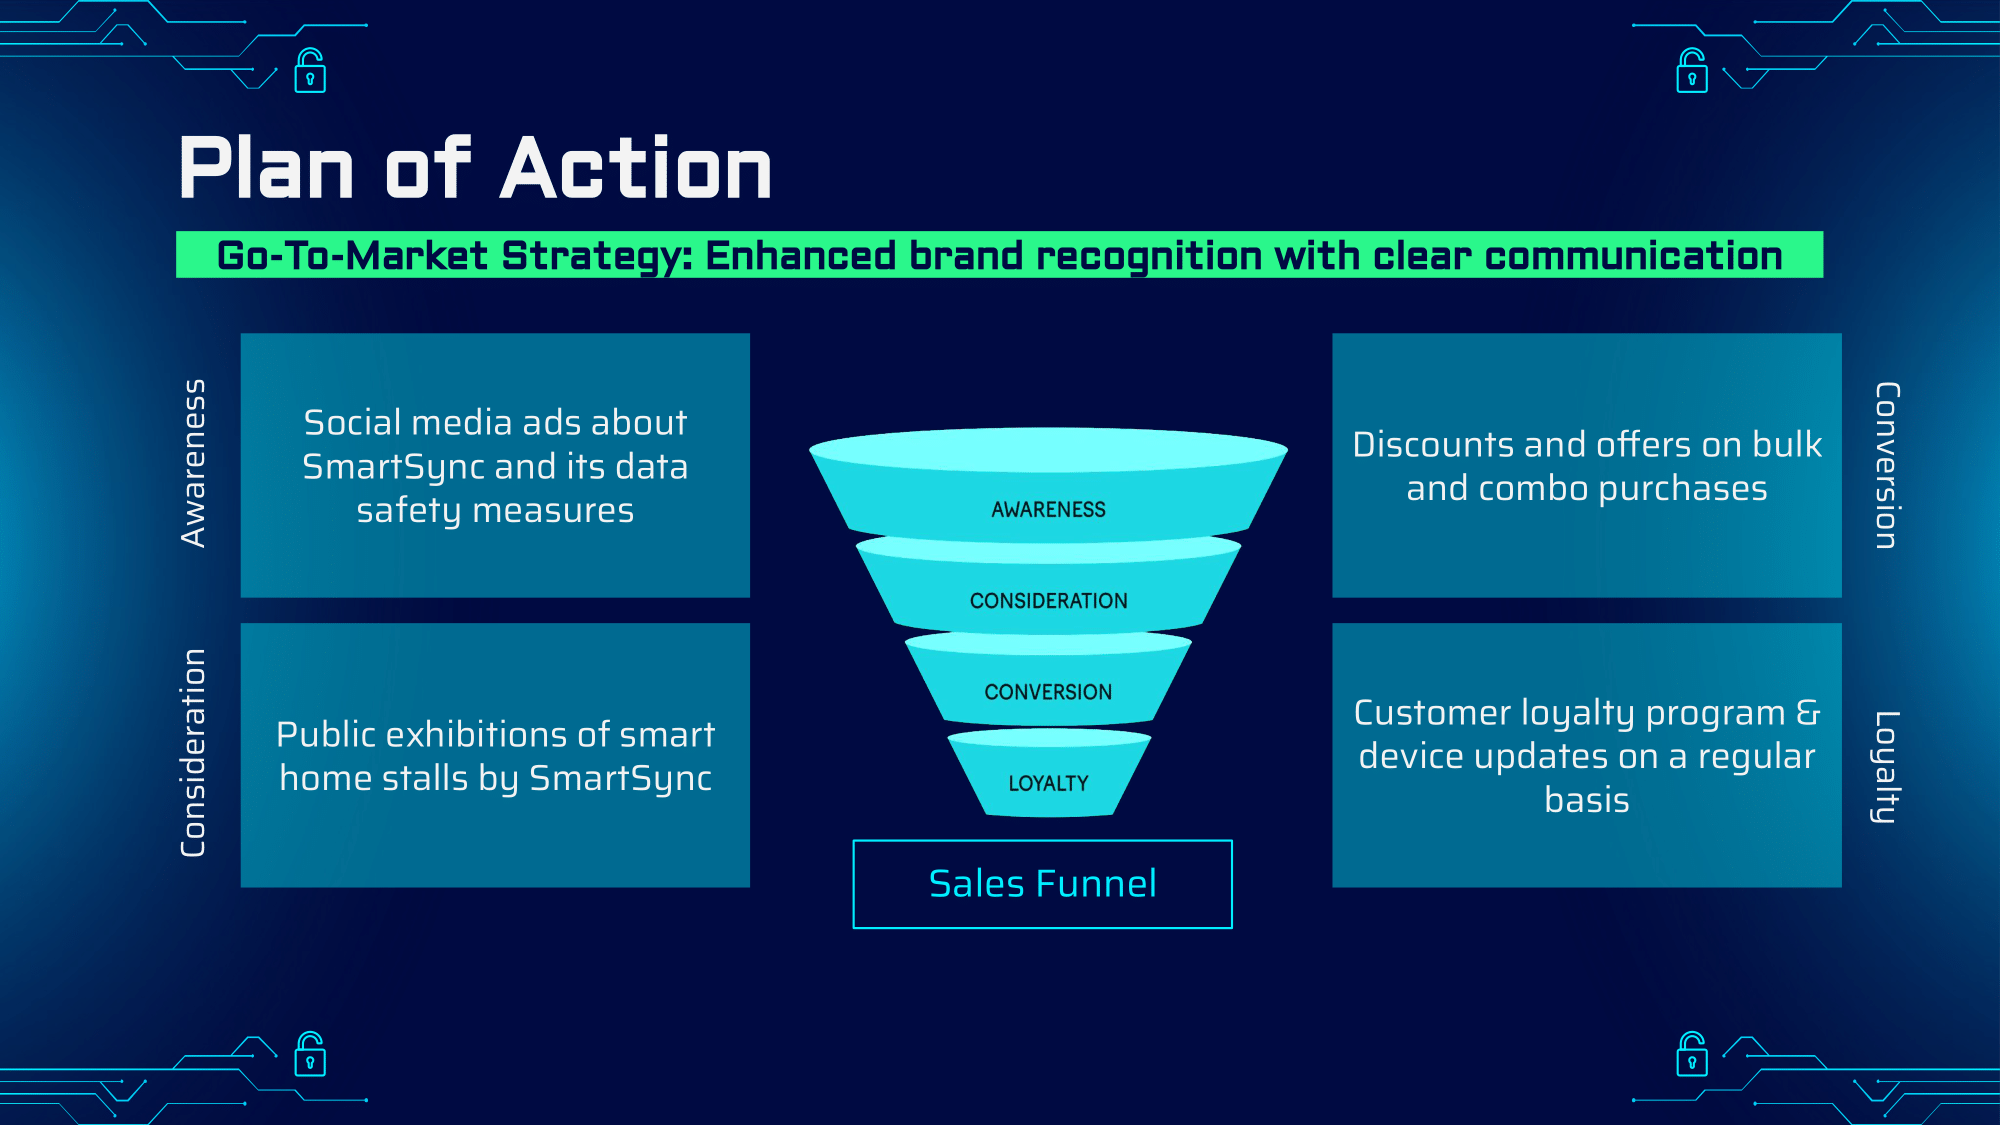 Plan of Action
Go-To-Market Strategy: Enhanced brand recognition with clear communication
Awareness
Social media ads about
SmartSync and its data
safety measures
Consideration
Public exhibitions of smart
home stalls by SmartSync
AWARENESS
CONSIDERATION
CONVERSION
LOYALTY
Sales Funnel
Discounts and offers on bulk
and combo purchases
Conversion
Customer loyalty program &
device updates on a regular
basis
Loyalty